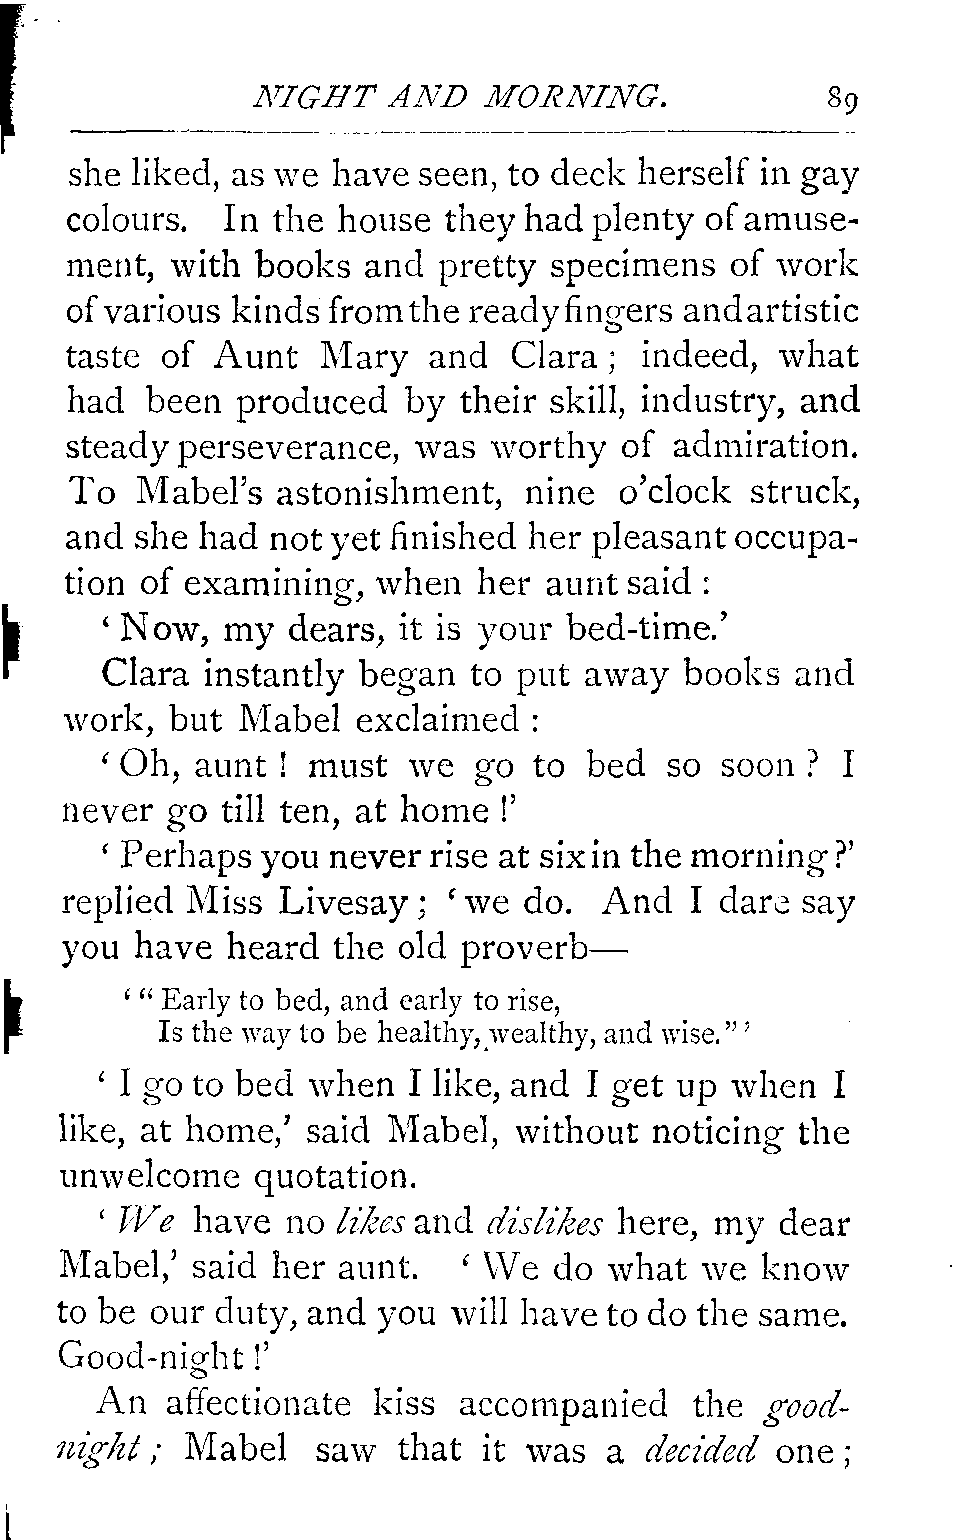 NIGHT AND MORNING. 89
she liked, as we have seen, to deck herself in gay
colours. In the house they had plenty of amuse-
ment, with books and pretty specimens of work
of various kinds from the ready fingers and artistic
taste of Aunt Mary and Clara; indeed, what
had been produced by their skill, industry, and
steady perseverance, was worthy of admiration.
To Mabel's astonishment, nine o'clock struck,
and she had not yet finished her pleasant occupa-
tion of examining, when her aunt said:
'Now, my dears, it is your bed-time.'
Clara instantly began to put away books and
work, but Mabel exclaimed:
'Oh, aunt! must we go to bed so soon? I
never go till ten, at home!'
'Perhaps you never rise at six in the morning?'
replied Miss Livesay; 'we do. And I dare say
you have heard the old proverb—
'"Early to bed, and early to rise,
Is the way to be healthy, wealthy, and wise."'
'I go to bed when I like, and I get up when I
like, at home,' said Mabel, without noticing the
unwelcome quotation.
'We have no likes and dislikes here, my dear
Mabel,' said her aunt. 'We do what we know
to be our duty, and you will have to do the same.
Good-night!'
An affectionate kiss accompanied the good-
night; Mabel saw that it was a decided one;